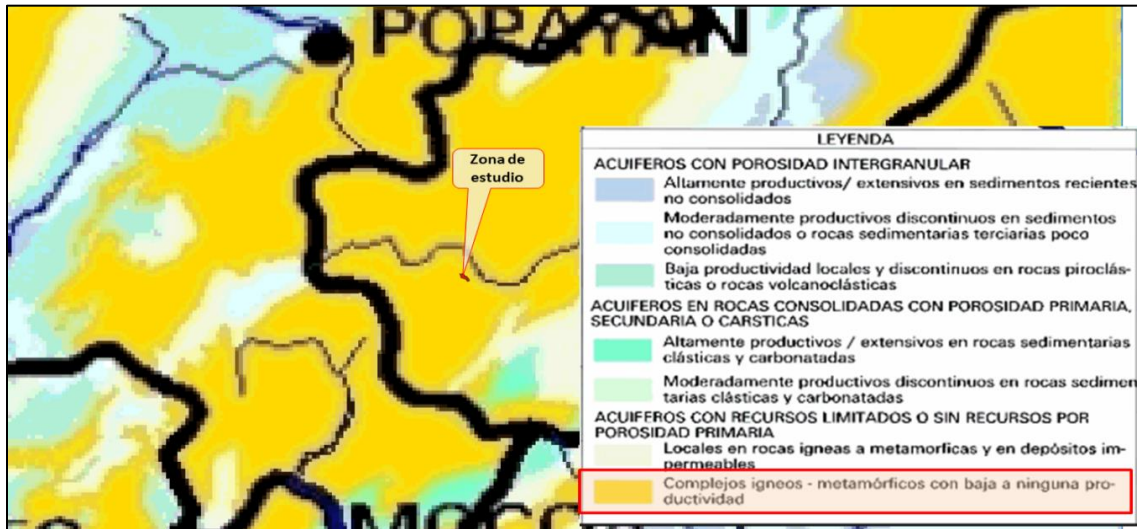 POPAYAN
Zona de
estudio
LEYENDA
ACUIFEROS CON POROSIDAD INTERGRANULAR
Altamente productivos/ extensivos en sedimentos recientes
no consolidados
Moderadamente productivos discontinuos en sedimentos
no consolidados o rocas sedimentarias terciarias poco
consolidadas
Baja productividad locales y discontinuos en rocas piroclás-
ticas o rocas volcanoclásticas
ACUIFEROS EN ROCAS CONSOLIDADAS CON POROSIDAD PRIMARIA,
SECUNDARIA O CARSTICAS
Altamente productivos / extensivos en rocas sedimentarias
clásticas y carbonatadas
Moderadamente productivos discontinuos en rocas sedimen
tarias clásticas y carbonatadas
ACUIFEROS CON RECURSOS LIMITADOS O SIN RECURSOS POR
POROSIDAD PRIMARIA
Locales en rocas igneas a metamorficas y en depósitos im-
permeables
Complejos igneos - metamórficos con baja a ninguna pro-
ductividad